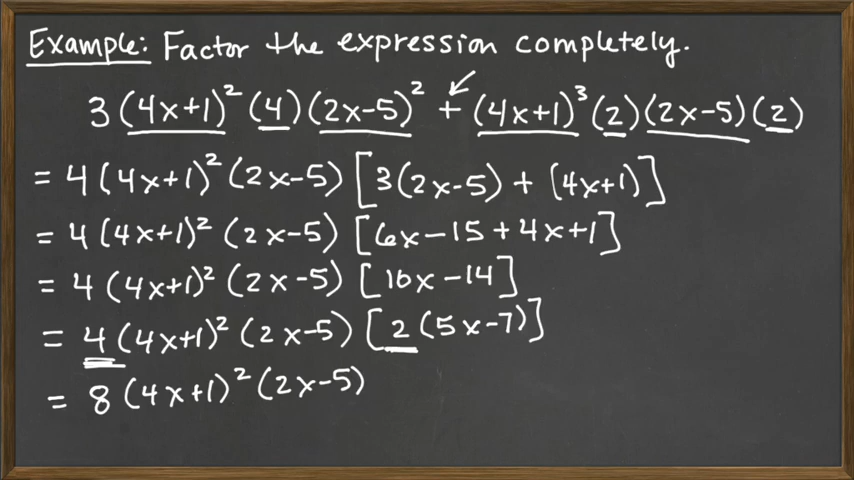 Example: Factor the expression completely.
3(4x+1)²(4)(2x-5)² + (4x+1)³(2)(2x-5)(2)
= 4(4x+1)²(2x-5)[3(2x-5) + (4x+1)]
= 4(4x+1)²(2x-5)[6x-15+4x+1]
= 4(4x+1)²(2x-5)[10x-14]
= 4(4x+1)²(2x-5)[2(5x-7)]
= 8(4x+1)²(2x-5)